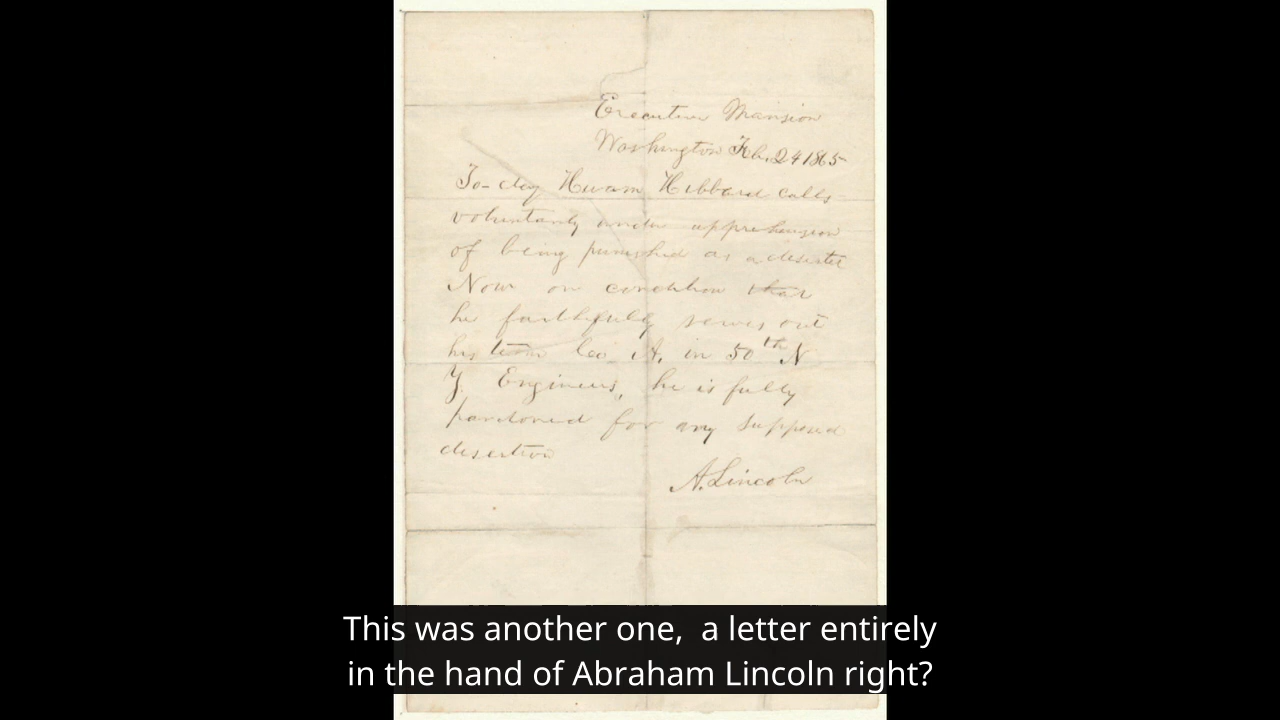 Executive Mansion
Washington Feb. 24 1865
To-day Hiram Hibbard calls
voluntarily under apprehension
of being punished as a deserter
Now on condition that
he faithfully serves out
his term Co. A. in 50th N
Y. Engineers, he is fully
pardoned for any supposed
desertion
A. Lincoln
This was another one, a letter entirely
in the hand of Abraham Lincoln right?